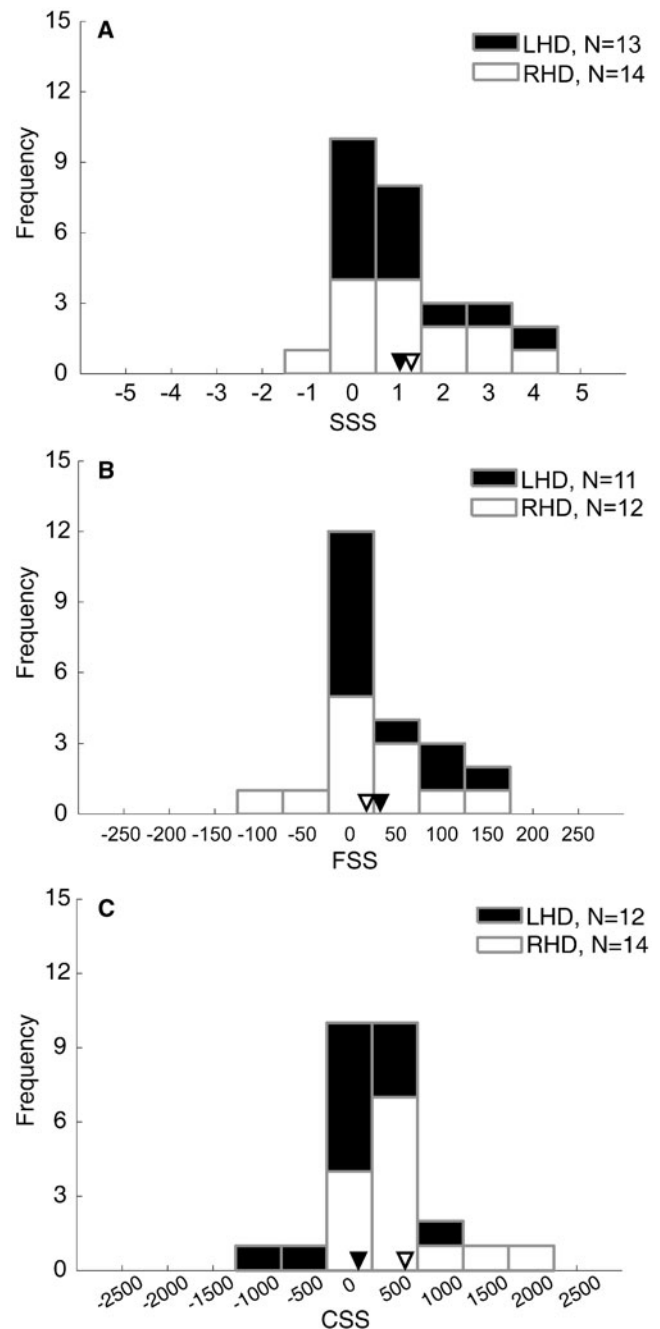 A
LHD, N=13
RHD, N=14
15
12
9
6
3
0
Frequency
-5 -4 -3 -2 -1 0 1 2 3 4 5
SSS
B
LHD, N=11
RHD, N=12
15
12
9
6
3
0
Frequency
-250 -200 -150 -100 -50 0 50 100 150 200 250
FSS
C
LHD, N=12
RHD, N=14
15
12
9
6
3
0
Frequency
-2500 -2000 -1500 -1000 -500 0 500 1000 1500 2000 2500
CSS